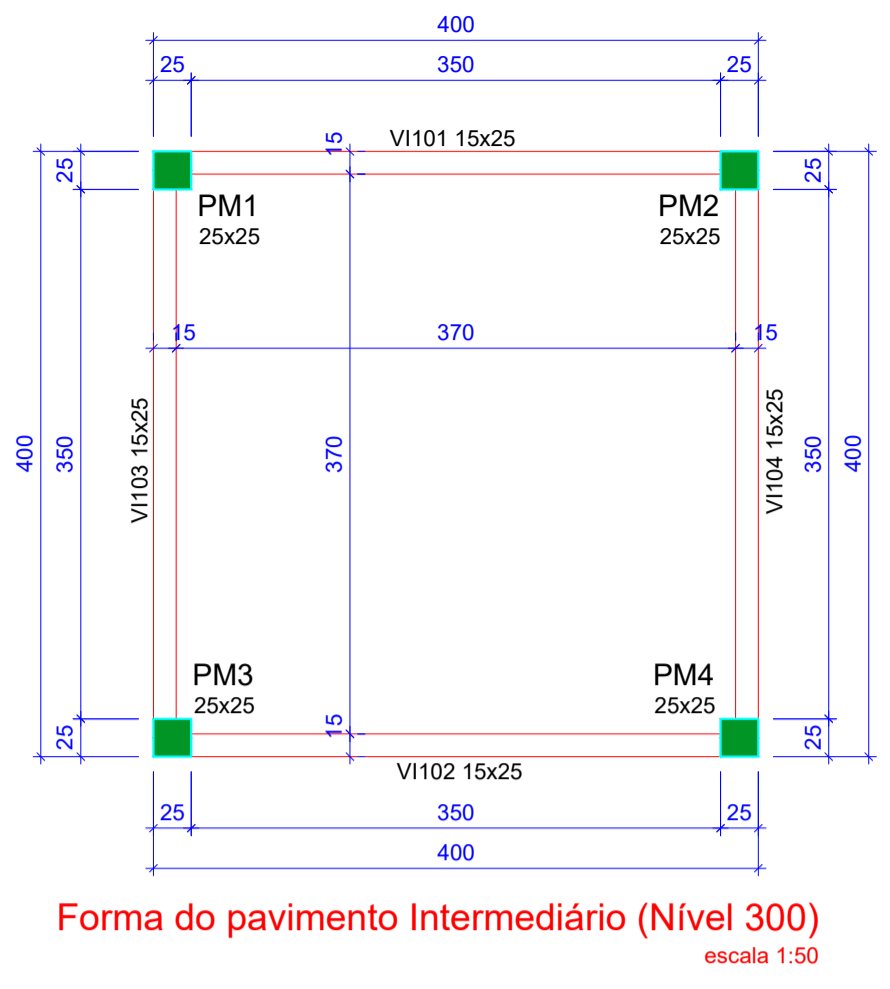 400
25 350 25
VI101 15x25
15
25
25
PM1
25x25
PM2
25x25
15 370 15
400
350
VI103 15x25
370
VI104 15x25
350
400
PM3
25x25
PM4
25x25
15
25
25
VI102 15x25
25 350 25
400
Forma do pavimento Intermediário (Nível 300)
escala 1:50